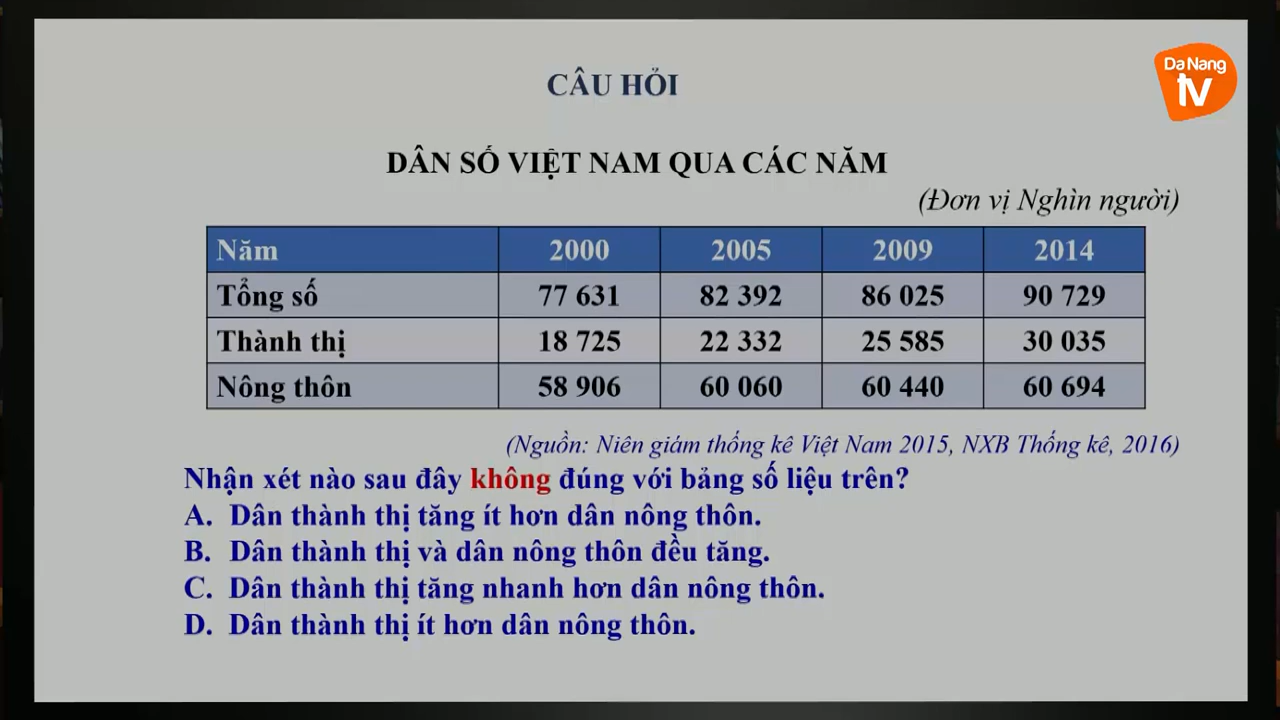 Da Nang
tv
CÂU HỎI
DÂN SỐ VIỆT NAM QUA CÁC NĂM
(Đơn vị Nghìn người)
Năm 2000 2005 2009 2014
Tổng số 77 631 82 392 86 025 90 729
Thành thị 18 725 22 332 25 585 30 035
Nông thôn 58 906 60 060 60 440 60 694
(Nguồn: Niên giám thống kê Việt Nam 2015, NXB Thống kê, 2016)
Nhận xét nào sau đây không đúng với bảng số liệu trên?
A. Dân thành thị tăng ít hơn dân nông thôn.
B. Dân thành thị và dân nông thôn đều tăng.
C. Dân thành thị tăng nhanh hơn dân nông thôn.
D. Dân thành thị ít hơn dân nông thôn.